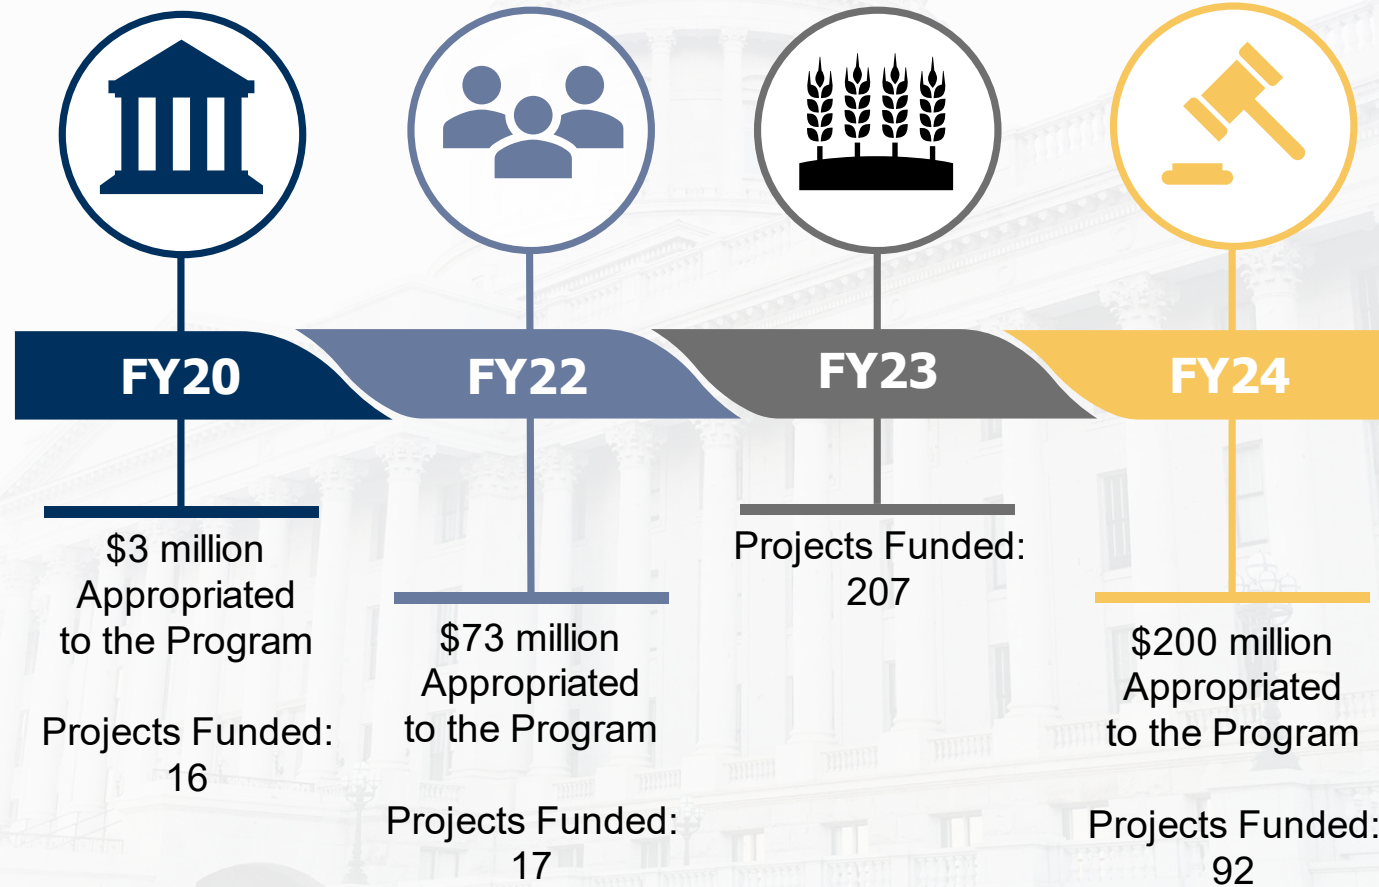 FY20
$3 million
Appropriated
to the Program
Projects Funded:
16
FY22
$73 million
Appropriated
to the Program
Projects Funded:
17
FY23
Projects Funded:
207
FY24
$200 million
Appropriated
to the Program
Projects Funded:
92